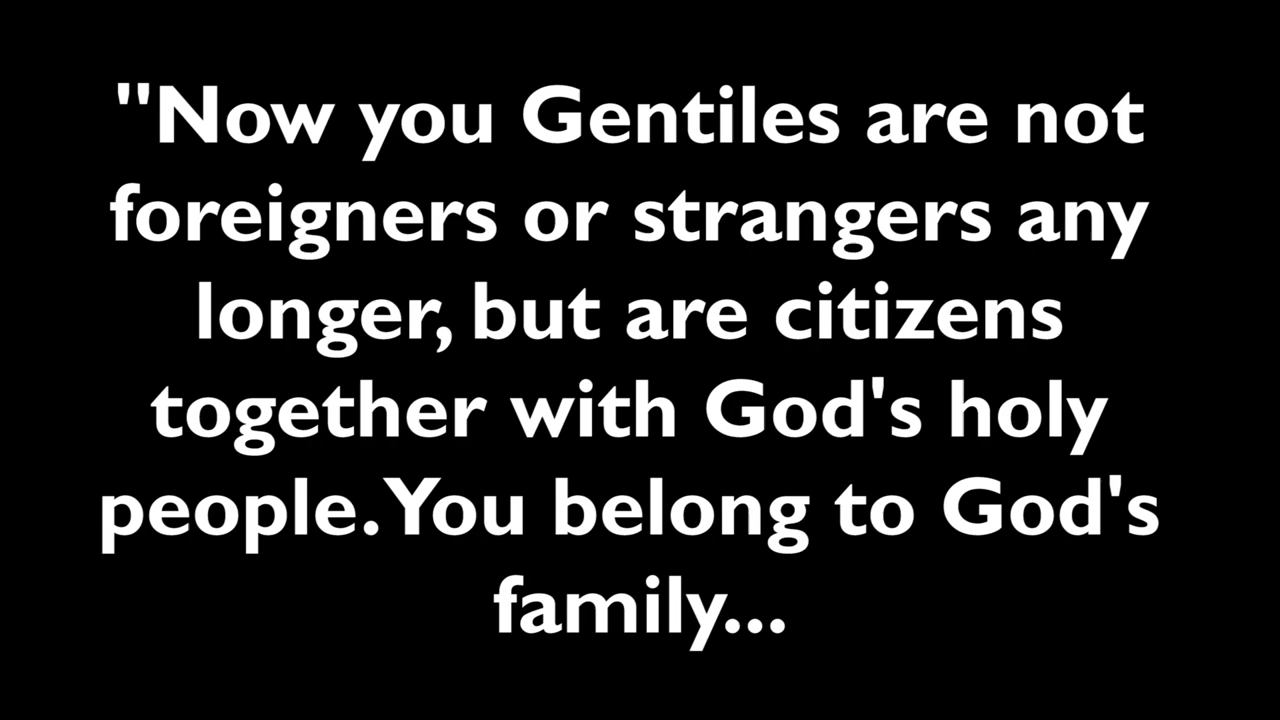 "Now you Gentiles are not
foreigners or strangers any
longer, but are citizens
together with God's holy
people. You belong to God's
family...